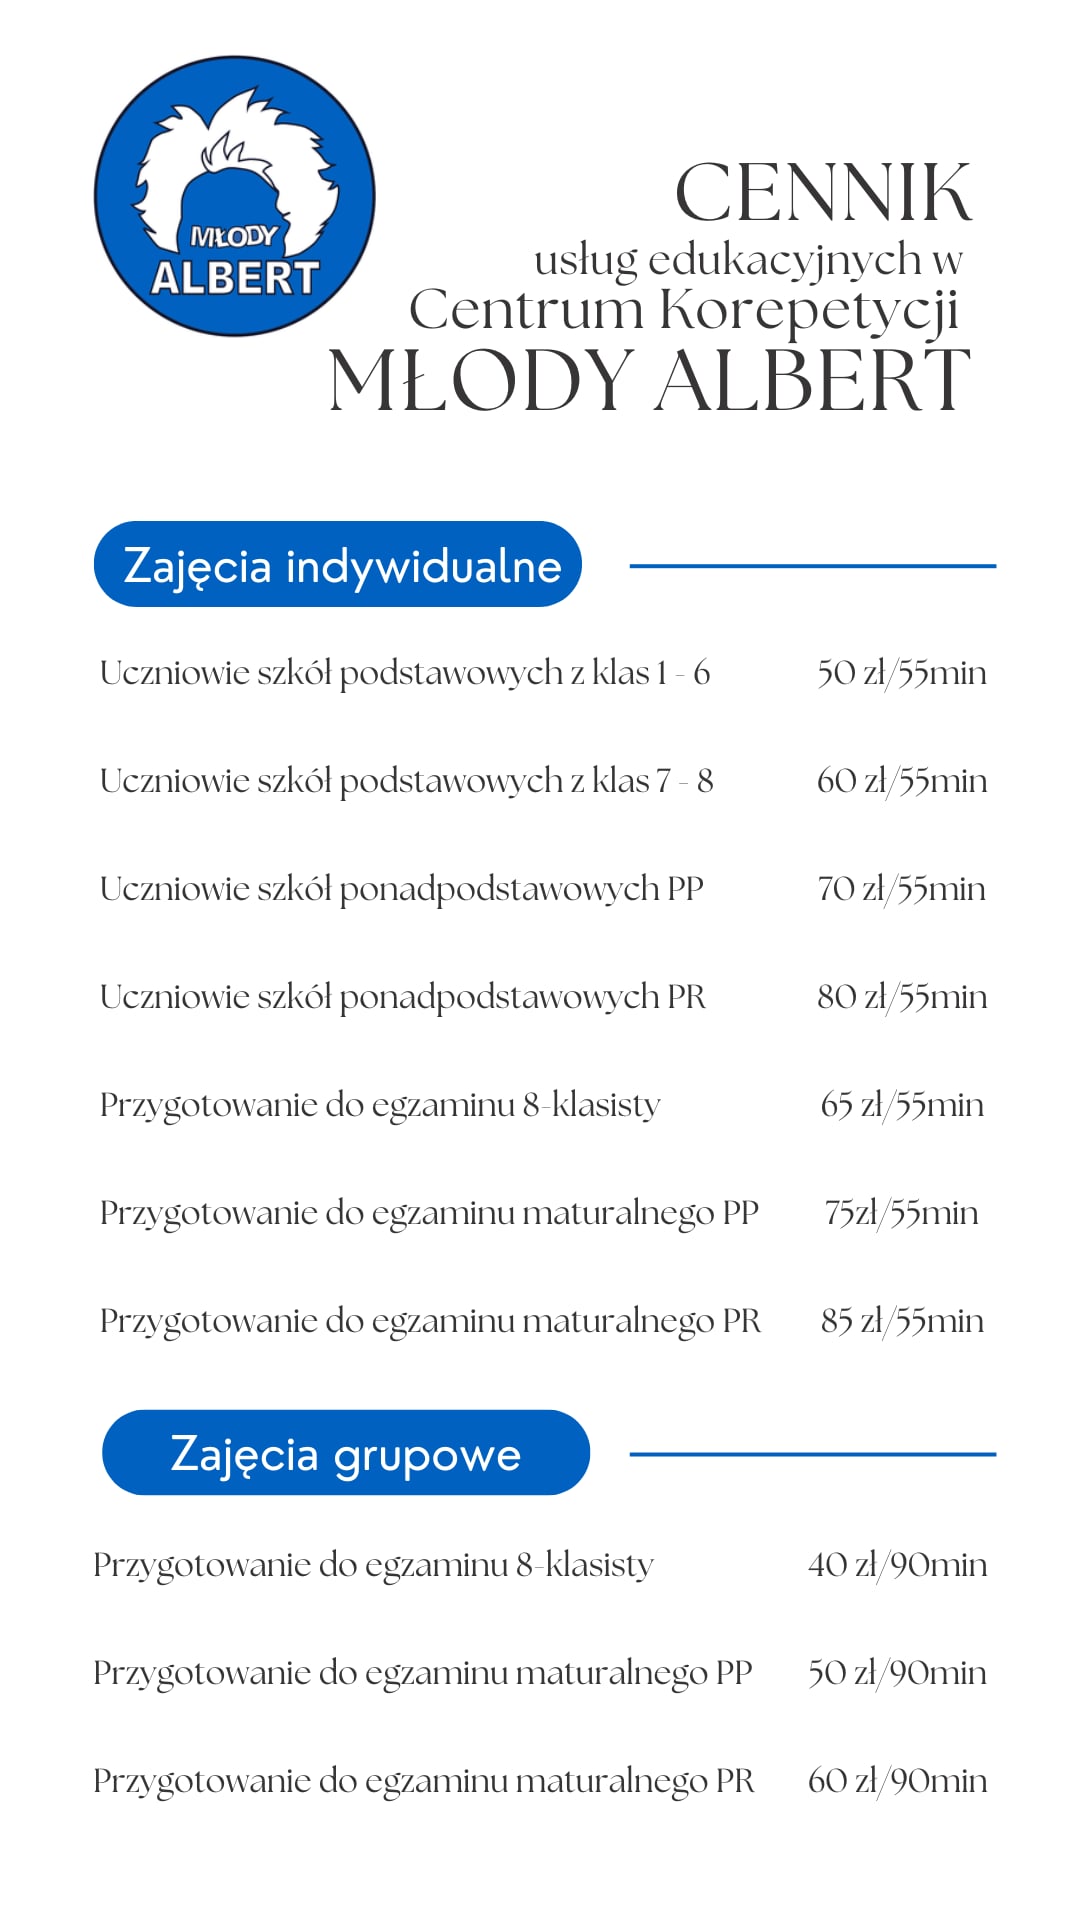 MŁODY
ALBERT
CENNIK
usług edukacyjnych w
Centrum Korepetycji
MŁODY ALBERT
Zajęcia indywidualne
Uczniowie szkół podstawowych z klas 1 - 6 50 zł/55min
Uczniowie szkół podstawowych z klas 7 - 8 60 zł/55min
Uczniowie szkół ponadpodstawowych PP 70 zł/55min
Uczniowie szkół ponadpodstawowych PR 80 zł/55min
Przygotowanie do egzaminu 8-klasisty 65 zł/55min
Przygotowanie do egzaminu maturalnego PP 75zł/55min
Przygotowanie do egzaminu maturalnego PR 85 zł/55min
Zajęcia grupowe
Przygotowanie do egzaminu 8-klasisty 40 zł/90min
Przygotowanie do egzaminu maturalnego PP 50 zł/90min
Przygotowanie do egzaminu maturalnego PR 60 zł/90min